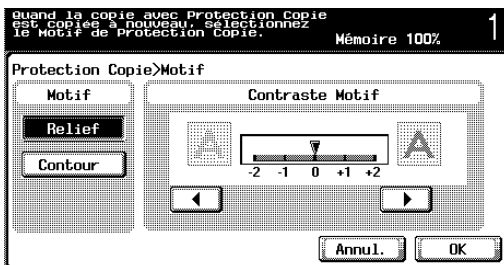 Quand la copie avec Protection Copie
est copiée à nouveau, sélectionnez
le Motif de Protection Copie.
Mémoire 100%
1
Protection Copie>Motif
Motif
Contraste Motif
Relief
Contour
A
A
-2 -1 0 +1 +2
Annul.
OK